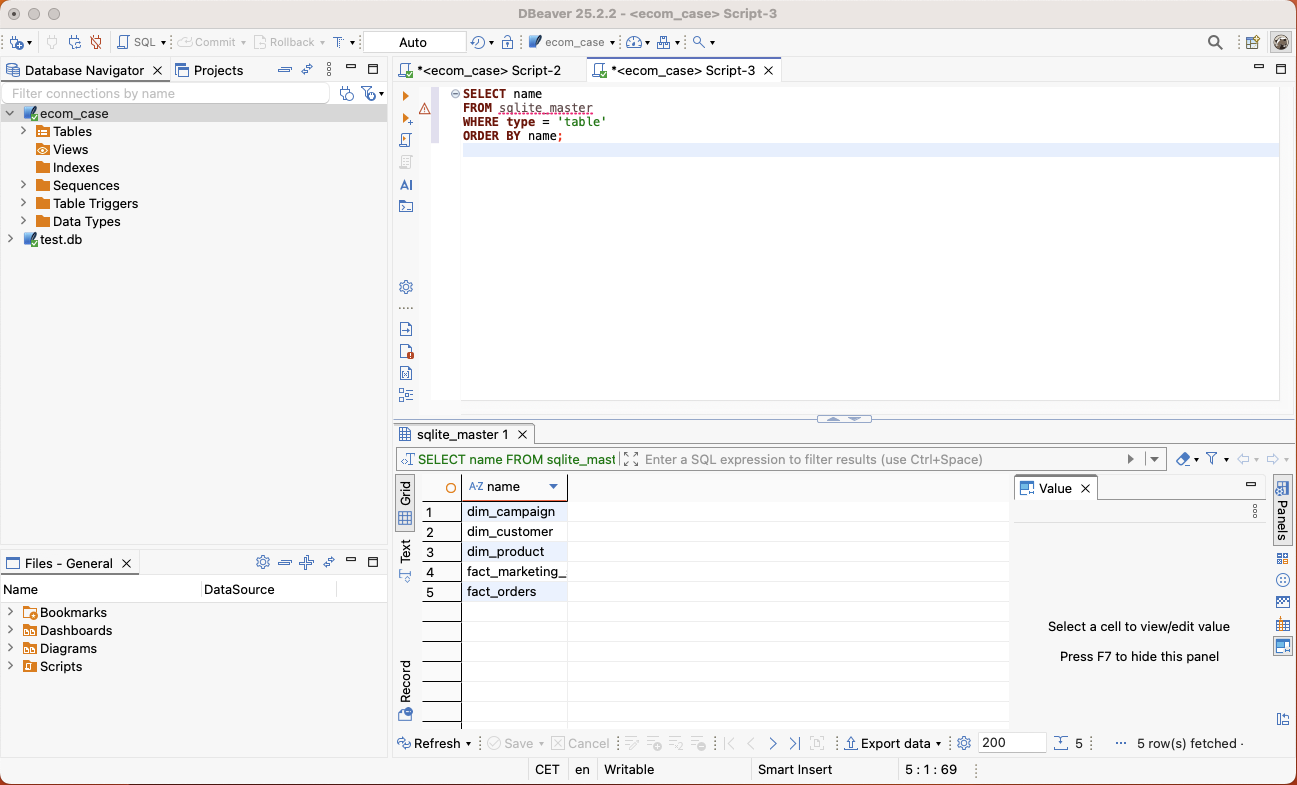 DBeaver 25.2.2 - <ecom_case> Script-3
SQL Commit Rollback T Auto ecom_case
Database Navigator Projects
Filter connections by name
ecom_case
Tables
Views
Indexes
Sequences
Table Triggers
Data Types
test.db
*<ecom_case> Script-2 *<ecom_case> Script-3
SELECT name
FROM sqlite_master
WHERE type = 'table'
ORDER BY name;
AI
Files - General
Name DataSource
Bookmarks
Dashboards
Diagrams
Scripts
sqlite_master 1
SELECT name FROM sqlite_mast Enter a SQL expression to filter results (use Ctrl+Space)
Grid
Text
Record
A-Z name
1 dim_campaign
2 dim_customer
3 dim_product
4 fact_marketing_
5 fact_orders
Value
Panels
Select a cell to view/edit value
Press F7 to hide this panel
Refresh Save Cancel Export data 200 5 ... 5 row(s) fetched ·
CET en Writable Smart Insert 5 : 1 : 69